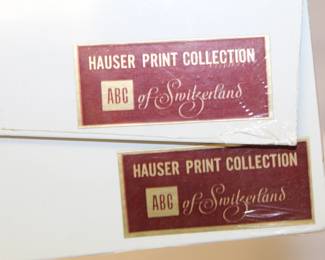 HAUSER PRINT COLLECTION
ABC of Switzerland
HAUSER PRINT COLLECTION
ABC of Switzerland